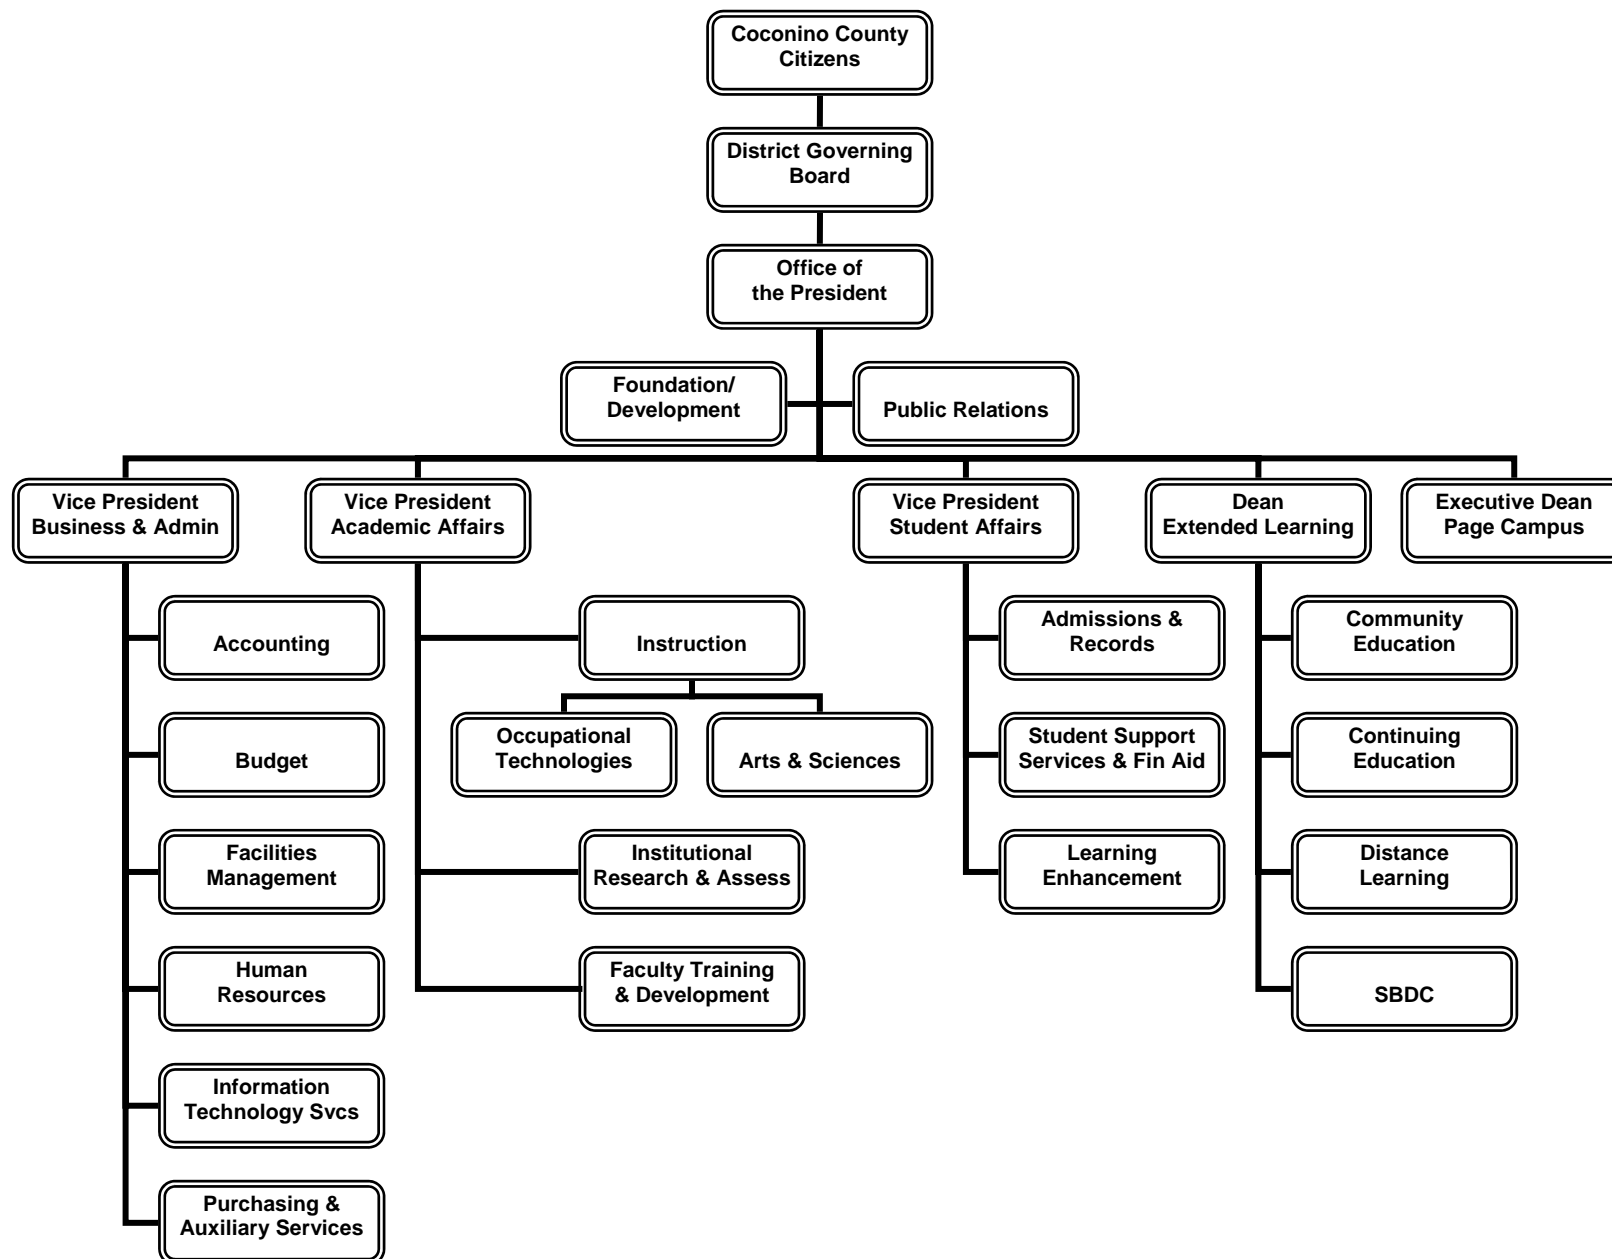 Coconino County
Citizens
District Governing
Board
Office of
the President
Foundation/
Development
Public Relations
Vice President
Business & Admin
Vice President
Academic Affairs
Vice President
Student Affairs
Dean
Extended Learning
Executive Dean
Page Campus
Accounting
Instruction
Admissions &
Records
Community
Education
Budget
Occupational
Technologies
Arts & Sciences
Student Support
Services & Fin Aid
Continuing
Education
Facilities
Management
Institutional
Research & Assess
Learning
Enhancement
Distance
Learning
Human
Resources
Faculty Training
& Development
SBDC
Information
Technology Svcs
Purchasing &
Auxiliary Services